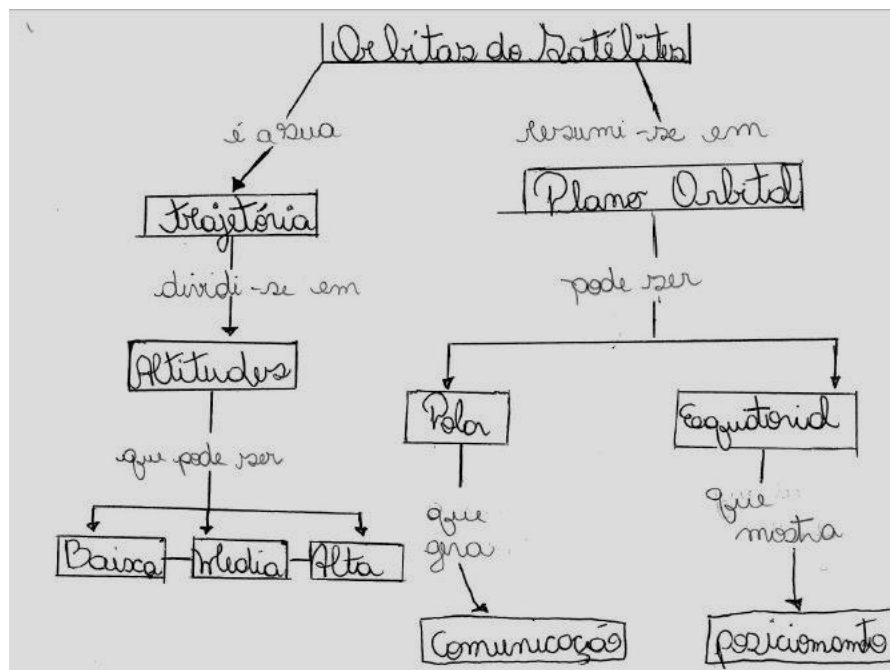 Orbitas do Satélites
é a sua
resumi-se em
trajetória
Plano Orbital
dividi-se em
pode ser
Altitudes
Polar
Equatorial
que pode ser
que
gira
que
mostra
Baixa
Media
Alta
Comunicação
posicionamento